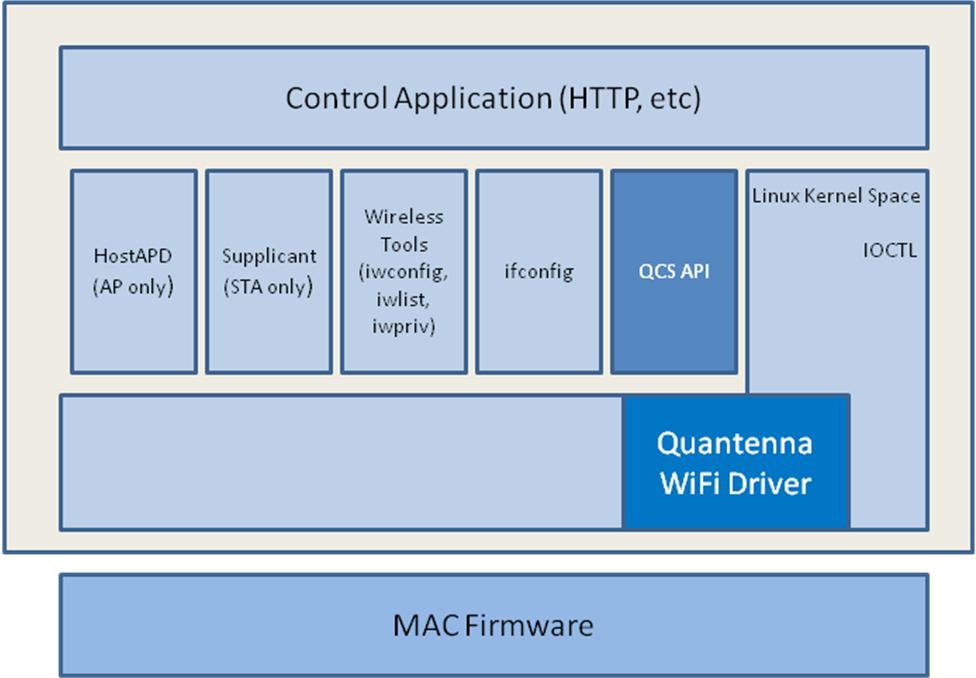 Control Application (HTTP, etc)
HostAPD
(AP only)
Supplicant
(STA only)
Wireless
Tools
(iwconfig,
iwlist,
iwpriv)
ifconfig
QCS API
Linux Kernel Space
IOCTL
Quantenna
WiFi Driver
MAC Firmware